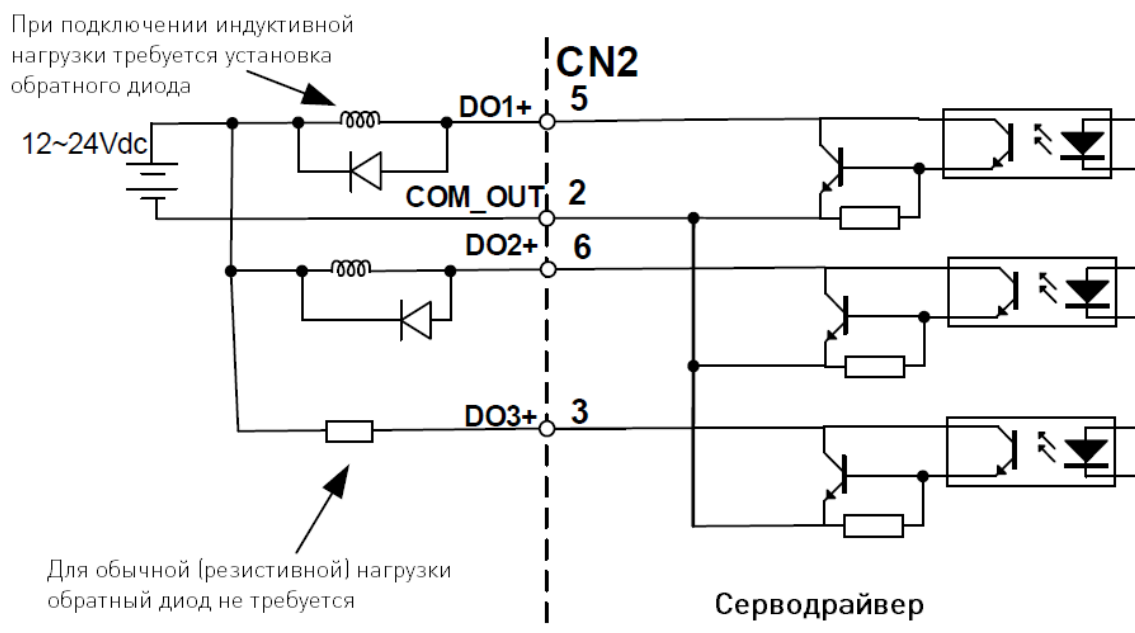 При подключении индуктивной
нагрузки требуется установка
обратного диода
CN2
DO1+
5
12~24Vdc
COM_OUT
2
DO2+
6
DO3+
3
Для обычной (резистивной) нагрузки
обратный диод не требуется
Серводрайвер